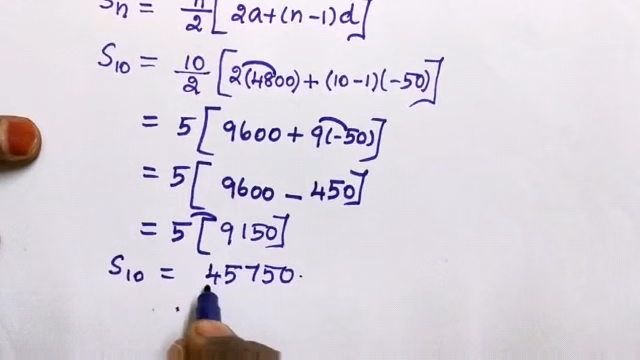 Sn = n/2 [2a+(n-1)d]
S10 = 10/2 [2(4800)+(10-1)(-50)]
= 5 [9600+9(-50)]
= 5 [9600-450]
= 5 [9150]
S10 = 45750.